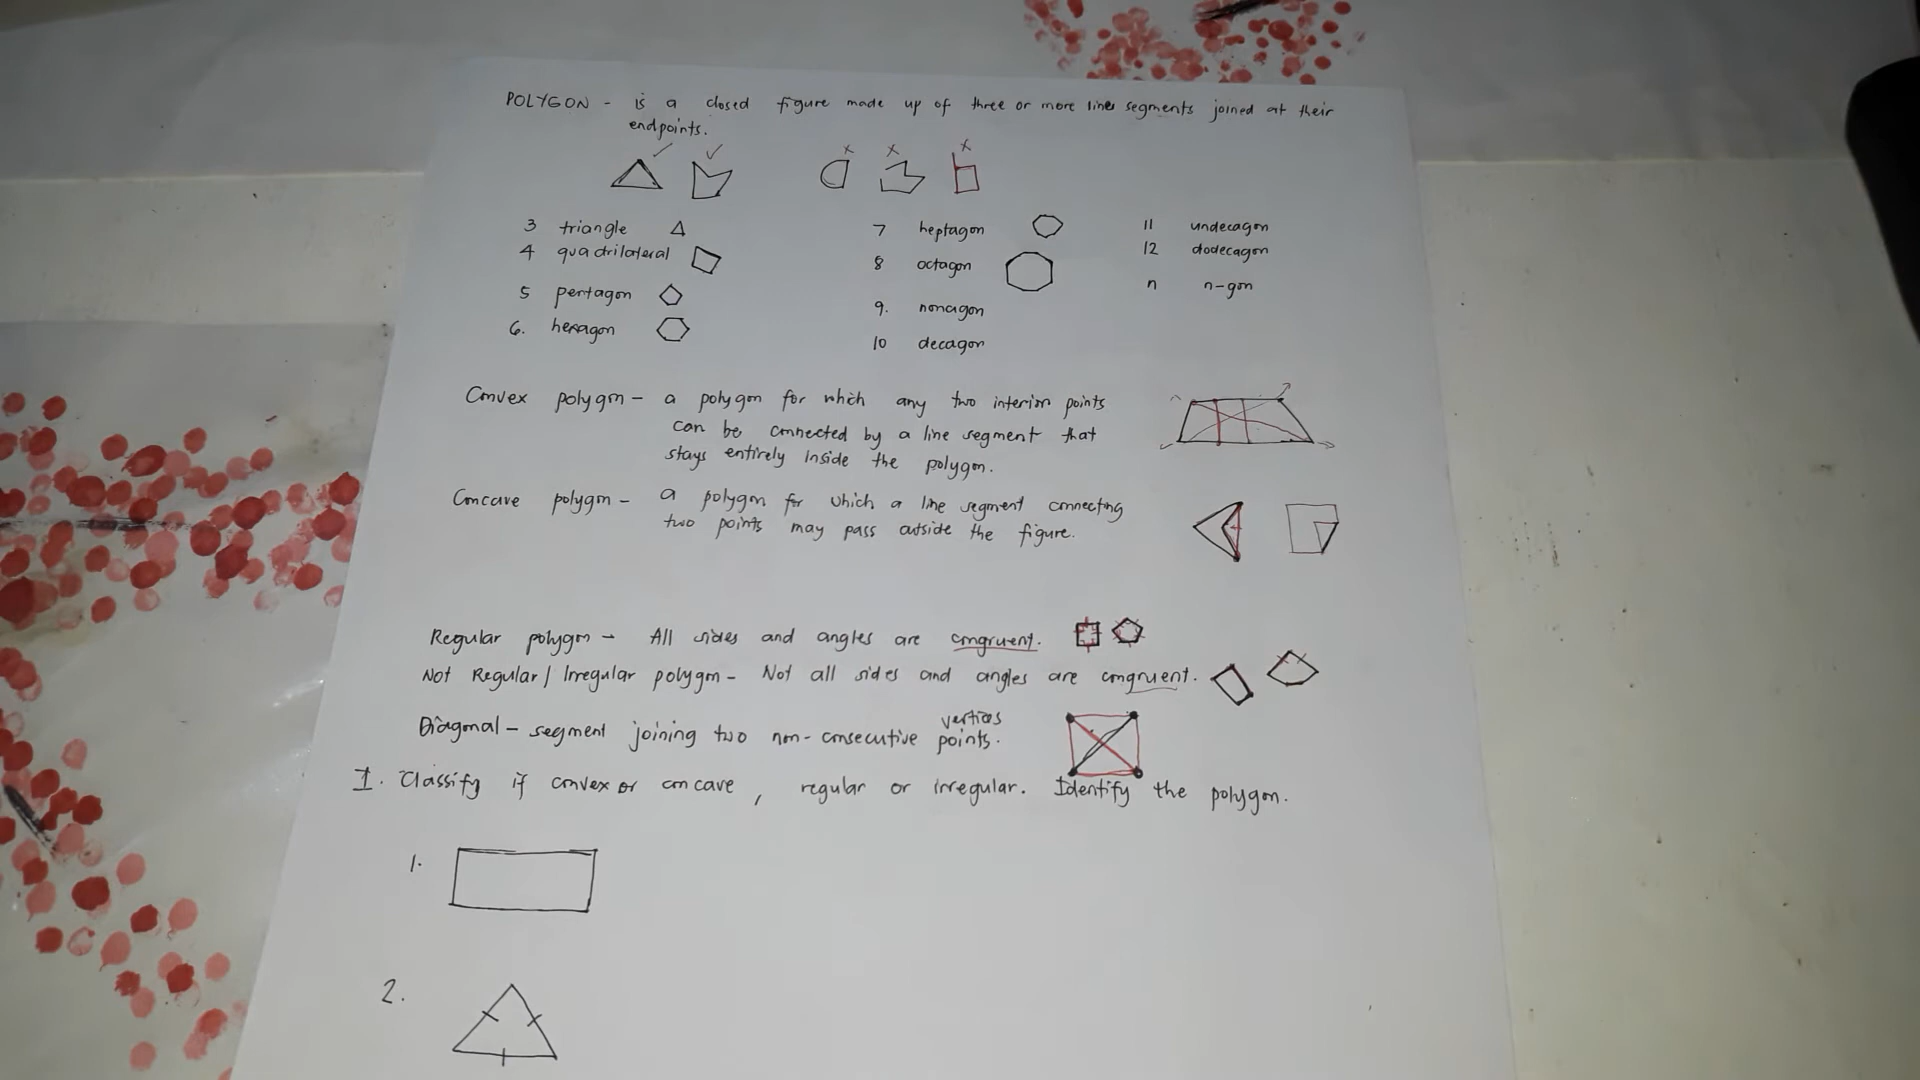 POLYGON - is a closed figure made up of three or more line segments joined at their
endpoints.
3 triangle
4 quadrilateral
5 pentagon
6. hexagon
7 heptagon
8 octagon
9. nonagon
10 decagon
11 undecagon
12 dodecagon
n n-gon
Convex polygon - a polygon for which any two interior points
can be connected by a line segment that
stays entirely inside the polygon.
Concave polygon - a polygon for which a line segment connecting
two points may pass outside the figure.
Regular polygon - All sides and angles are congruent.
Not Regular/Irregular polygon - Not all sides and angles are congruent.
vertices
Diagonal - segment joining two non-consecutive points.
I. Classify if convex or concave, regular or irregular. Identify the polygon.
1.
2.